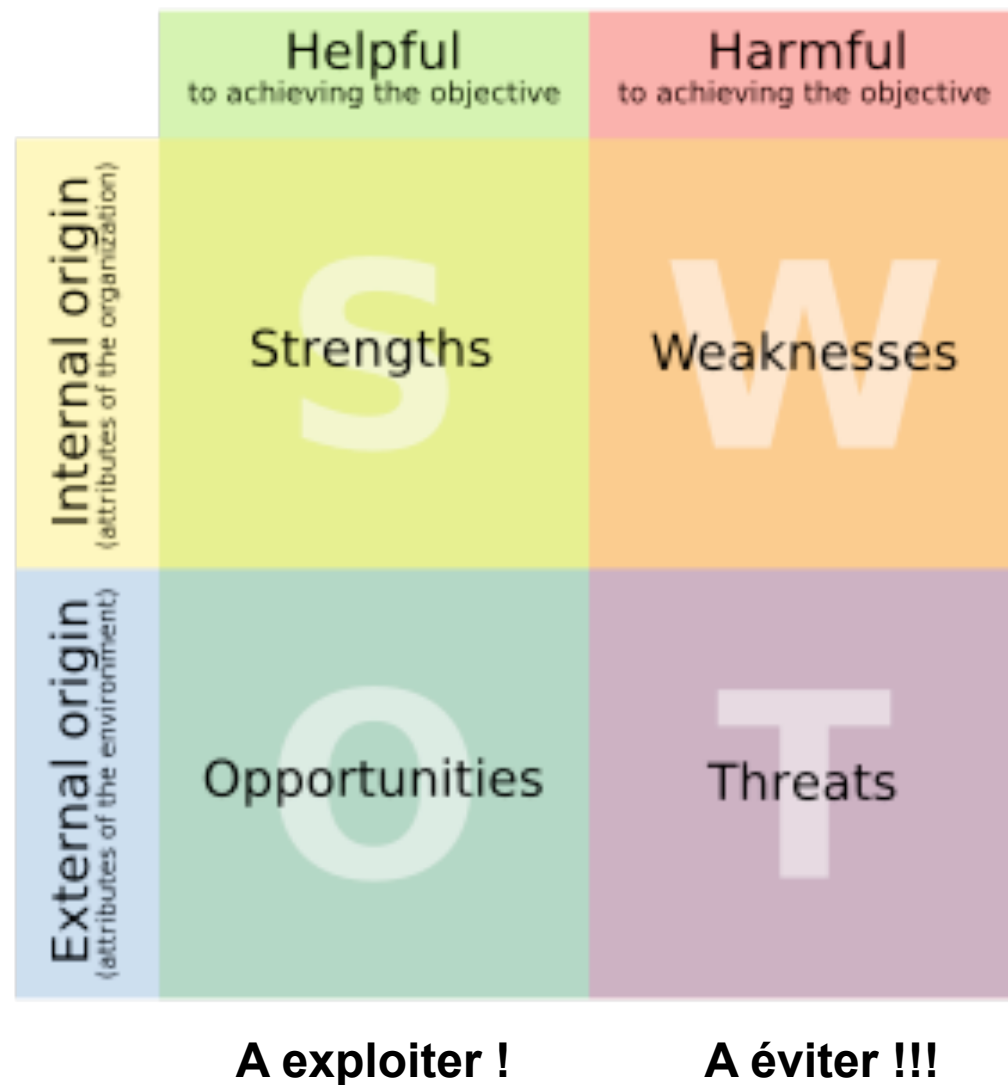 Helpful
to achieving the objective
Harmful
to achieving the objective
Internal origin
(attributes of the organization)
S
Strengths
W
Weaknesses
External origin
(attributes of the environment)
O
Opportunities
T
Threats
A exploiter !
A éviter !!!